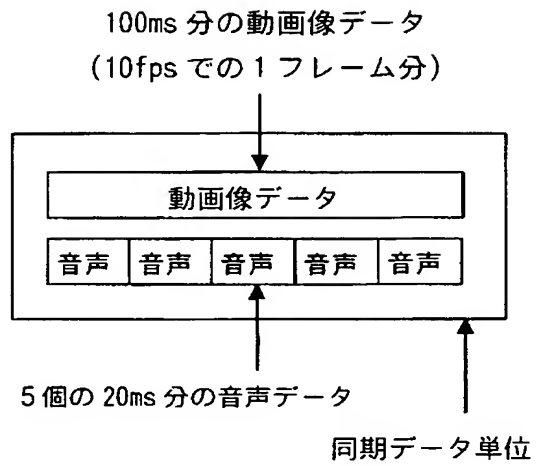 100ms 分の動画像データ
(10fps での 1 フレーム分)
動画像データ
音声 音声 音声 音声 音声
5個の 20ms 分の音声データ
同期データ単位